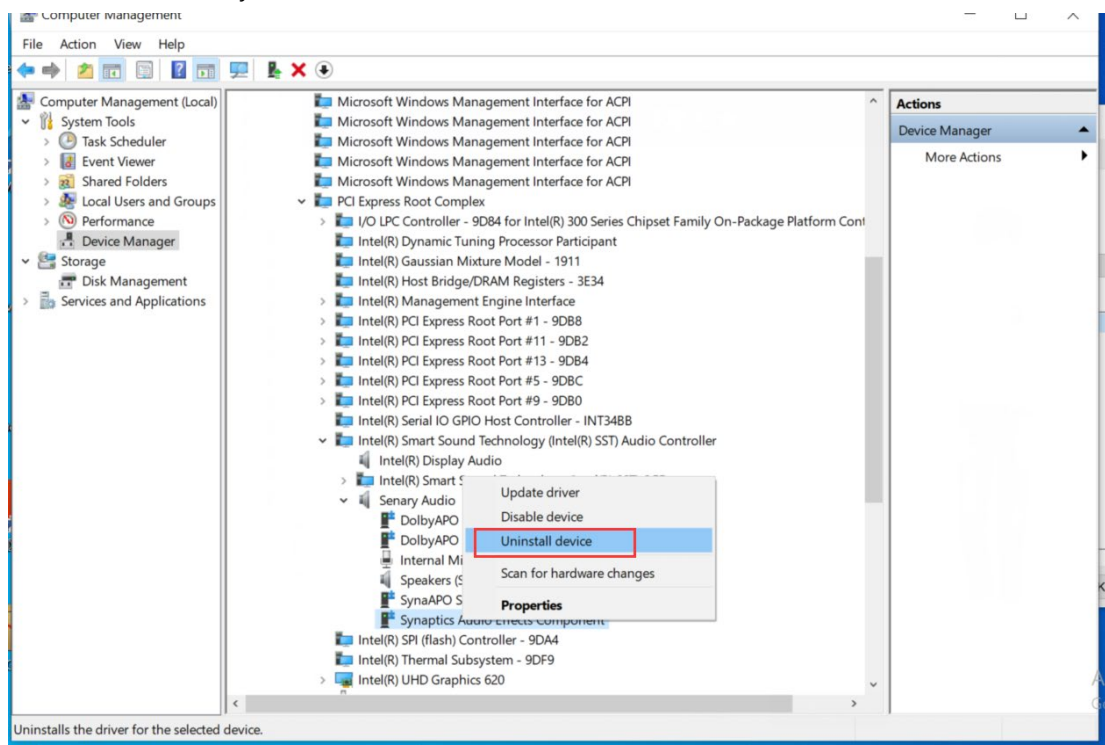 Computer Management
File Action View Help
Computer Management (Local)
System Tools
Task Scheduler
Event Viewer
Shared Folders
Local Users and Groups
Performance
Device Manager
Storage
Disk Management
Services and Applications
Microsoft Windows Management Interface for ACPI
Microsoft Windows Management Interface for ACPI
Microsoft Windows Management Interface for ACPI
Microsoft Windows Management Interface for ACPI
Microsoft Windows Management Interface for ACPI
PCI Express Root Complex
I/O LPC Controller - 9D84 for Intel(R) 300 Series Chipset Family On-Package Platform Cont
Intel(R) Dynamic Tuning Processor Participant
Intel(R) Gaussian Mixture Model - 1911
Intel(R) Host Bridge/DRAM Registers - 3E34
Intel(R) Management Engine Interface
Intel(R) PCI Express Root Port #1 - 9DB8
Intel(R) PCI Express Root Port #11 - 9DB2
Intel(R) PCI Express Root Port #13 - 9DB4
Intel(R) PCI Express Root Port #5 - 9DBC
Intel(R) PCI Express Root Port #9 - 9DB0
Intel(R) Serial IO GPIO Host Controller - INT34BB
Intel(R) Smart Sound Technology (Intel(R) SST) Audio Controller
Intel(R) Display Audio
Intel(R) Smart S
Senary Audio
DolbyAPO
DolbyAPO
Internal Mi
Speakers (S
SynaAPO S
Synaptics Audio Effects Component
Intel(R) SPI (flash) Controller - 9DA4
Intel(R) Thermal Subsystem - 9DF9
Intel(R) UHD Graphics 620
Update driver
Disable device
Uninstall device
Scan for hardware changes
Properties
Actions
Device Manager
More Actions
Uninstalls the driver for the selected device.